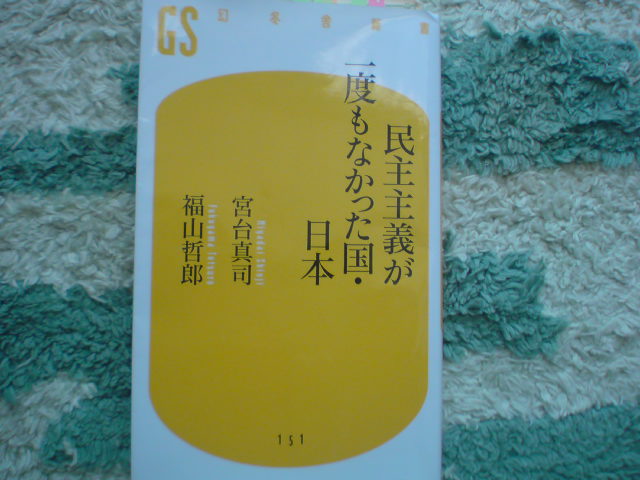 GS
幻冬舎新書
民主主義が
一度もなかった国・
日本
宮台真司
Miyadai Shinji
福山哲郎
Fukuyama Tetsuro
151